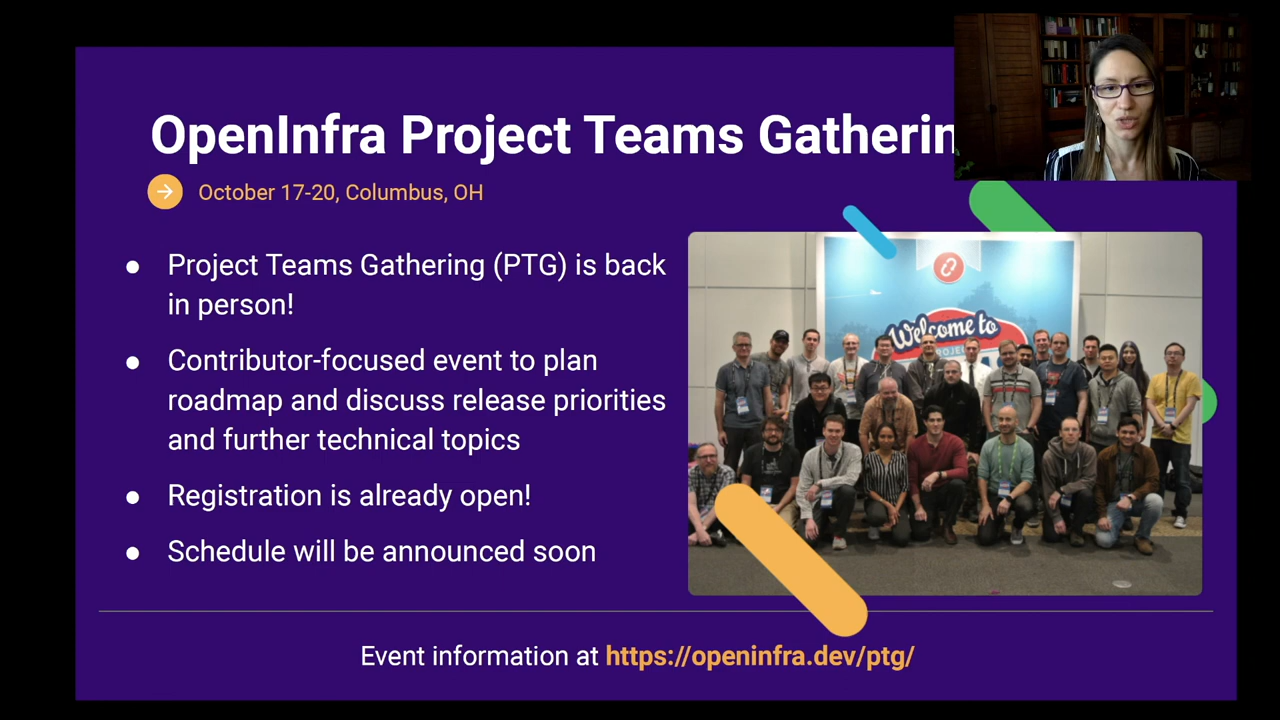 OpenInfra Project Teams Gatherin
October 17-20, Columbus, OH
● Project Teams Gathering (PTG) is back
in person!
● Contributor-focused event to plan
roadmap and discuss release priorities
and further technical topics
● Registration is already open!
● Schedule will be announced soon
Welcome to
Event information at https://openinfra.dev/ptg/